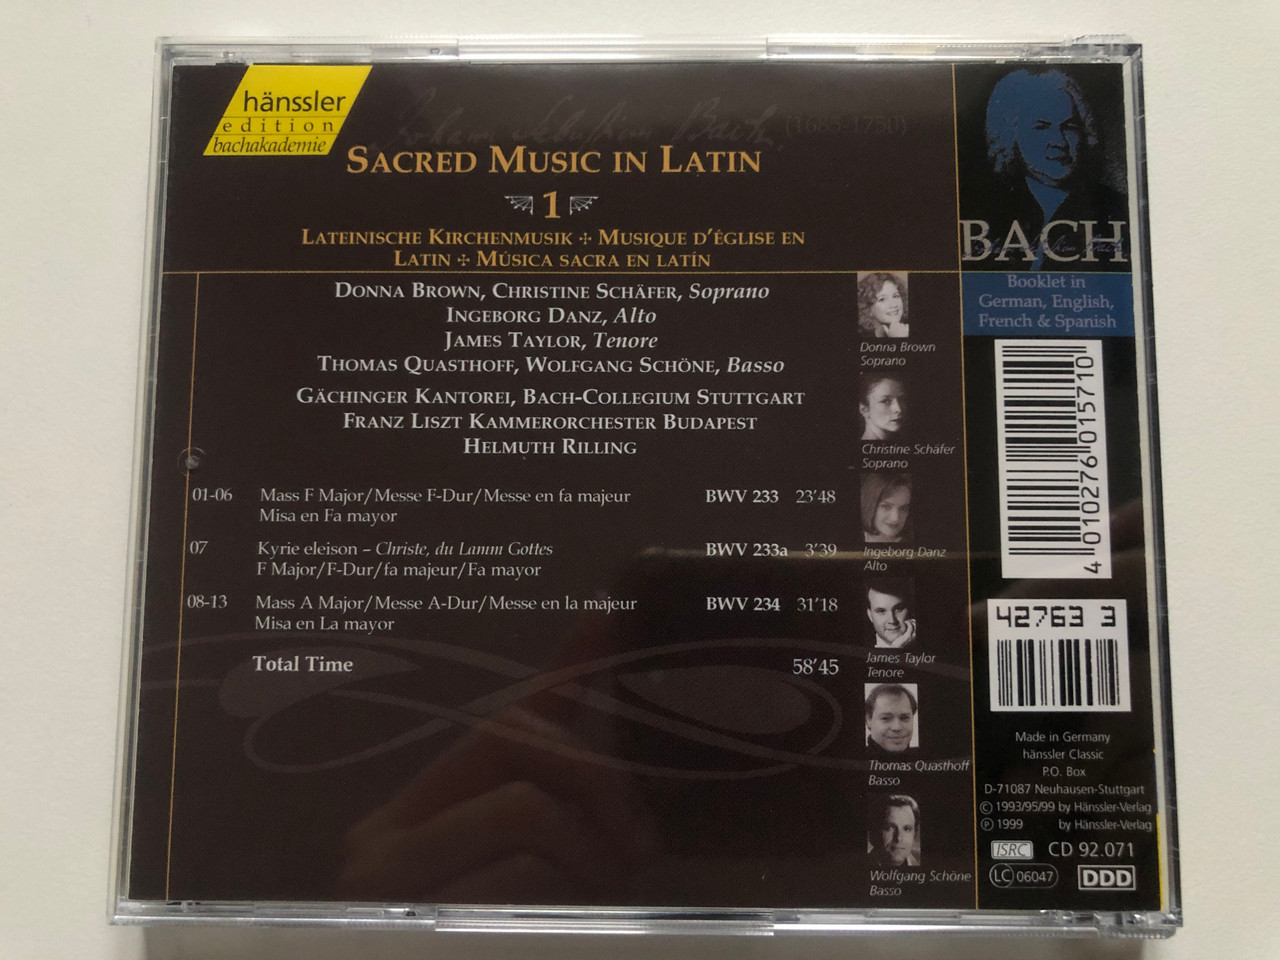 hänssler
edition
bachakademie
Johann Sebastian Bach (1685-1750)
SACRED MUSIC IN LATIN
1
LATEINISCHE KIRCHENMUSIK ✢ MUSIQUE D'ÉGLISE EN
LATIN ✢ MÚSICA SACRA EN LATÍN
DONNA BROWN, CHRISTINE SCHÄFER, Soprano
INGEBORG DANZ, Alto
JAMES TAYLOR, Tenore
THOMAS QUASTHOFF, WOLFGANG SCHÖNE, Basso
GÄCHINGER KANTOREI, BACH-COLLEGIUM STUTTGART
FRANZ LISZT KAMMERORCHESTER BUDAPEST
HELMUTH RILLING
01-06 Mass F Major/Messe F-Dur/Messe en fa majeur BWV 233 23'48
Misa en Fa mayor
07 Kyrie eleison – Christe, du Lamm Gottes BWV 233a 3'39
F Major/F-Dur/fa majeur/Fa mayor
08-13 Mass A Major/Messe A-Dur/Messe en la majeur BWV 234 31'18
Misa en La mayor
Total Time 58'45
Donna Brown
Soprano
Christine Schäfer
Soprano
Ingeborg Danz
Alto
James Taylor
Tenore
Thomas Quasthoff
Basso
Wolfgang Schöne
Basso
BACH
Booklet in
German, English,
French & Spanish
4 010276 015710
42763 3
Made in Germany
hänssler Classic
P.O. Box
D-71087 Neuhausen-Stuttgart
© 1993/95/99 by Hänssler-Verlag
℗ 1999 by Hänssler-Verlag
ISRC CD 92.071
LC 06047 DDD